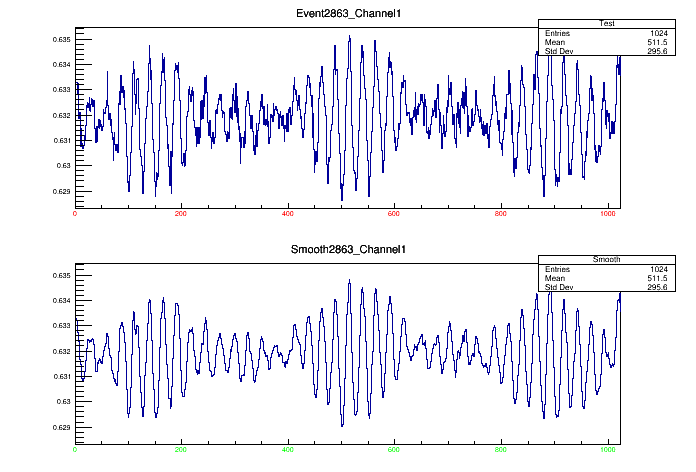 Event2863_Channel1
Test
Entries 1024
Mean 511.5
Std Dev 295.6
0.635
0.634
0.633
0.632
0.631
0.63
0.629
0 200 400 600 800 1000
Smooth2863_Channel1
Smooth
Entries 1024
Mean 511.5
Std Dev 295.6
0.635
0.634
0.633
0.632
0.631
0.63
0.629
0 200 400 600 800 1000